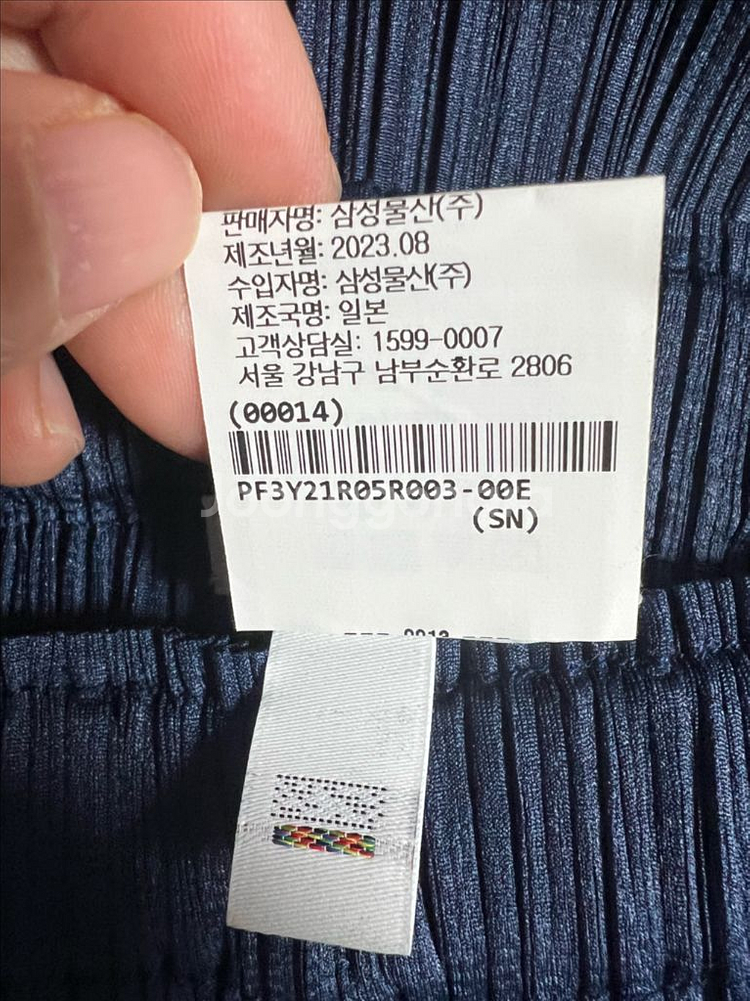 판매자명: 삼성물산(주)
제조년월: 2023.08
수입자명: 삼성물산(주)
제조국명: 일본
고객상담실: 1599-0007
서울 강남구 남부순환로 2806
(00014)
PF3Y21R05R003-00E
(SN)